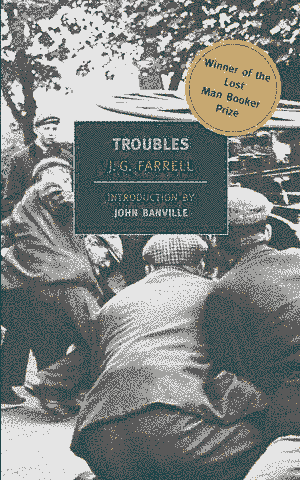 Winner of the
Lost
Man Booker
Prize
TROUBLES
J. G. FARRELL
INTRODUCTION BY
JOHN BANVILLE